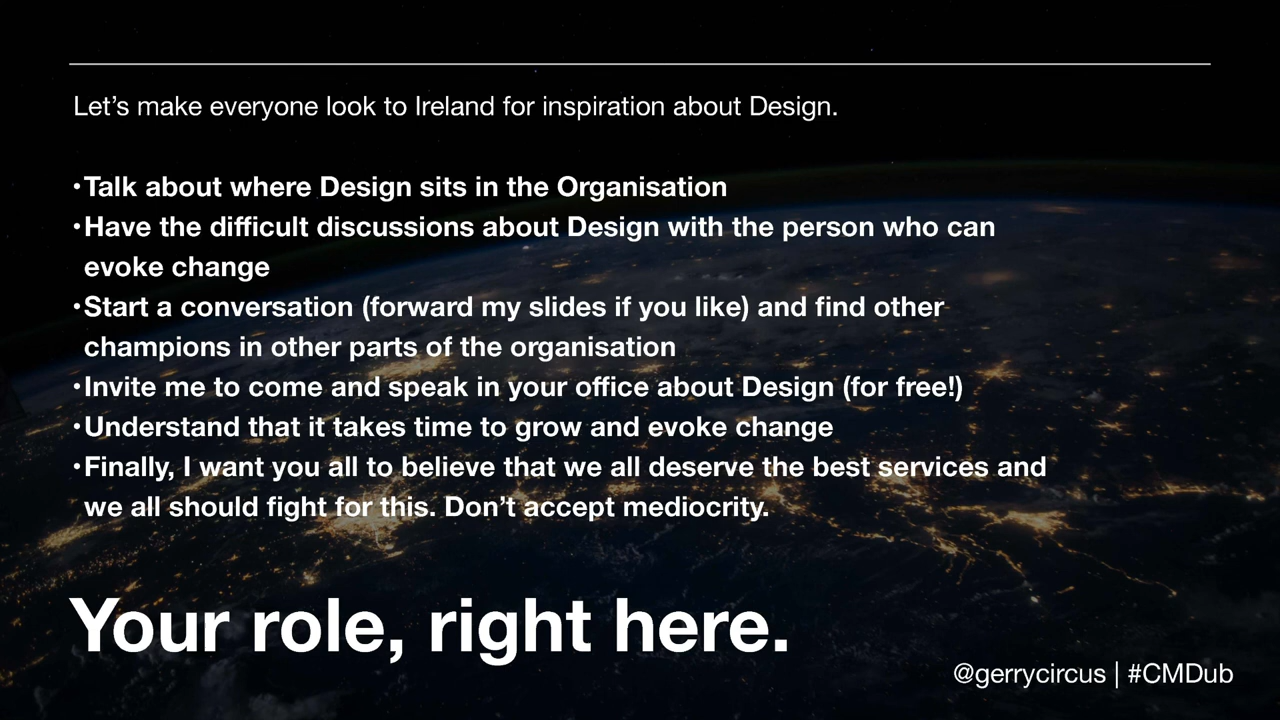 Let’s make everyone look to Ireland for inspiration about Design.
•Talk about where Design sits in the Organisation
•Have the difficult discussions about Design with the person who can
evoke change
•Start a conversation (forward my slides if you like) and find other
champions in other parts of the organisation
•Invite me to come and speak in your office about Design (for free!)
•Understand that it takes time to grow and evoke change
•Finally, I want you all to believe that we all deserve the best services and
we all should fight for this. Don’t accept mediocrity.
Your role, right here.
@gerrycircus | #CMDub